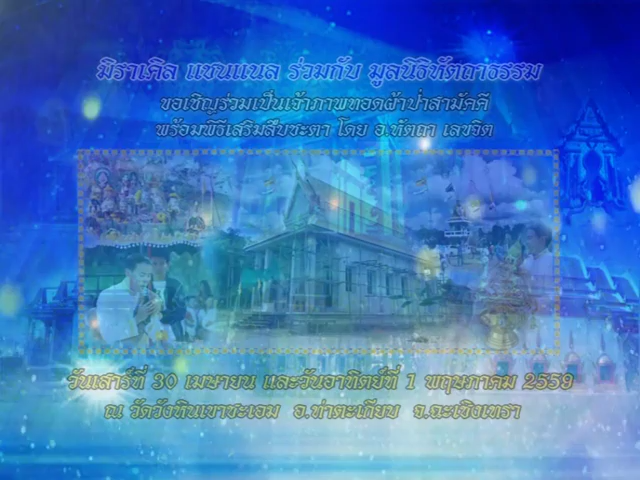 มิราเคิล แชนแนล ร่วมกับ มูลนิธิหัตถาธรรม
ขอเชิญร่วมเป็นเจ้าภาพทอดผ้าป่าสามัคคี
พร้อมพิธีเสริมสืบชะตา โดย อ.หัตถา เลขจิต
วันเสาร์ที่ 30 เมษายน และวันอาทิตย์ที่ 1 พฤษภาคม 2559
ณ วัดวังหินเขาชะเอม อ.ท่าตะเกียบ จ.ฉะเชิงเทรา